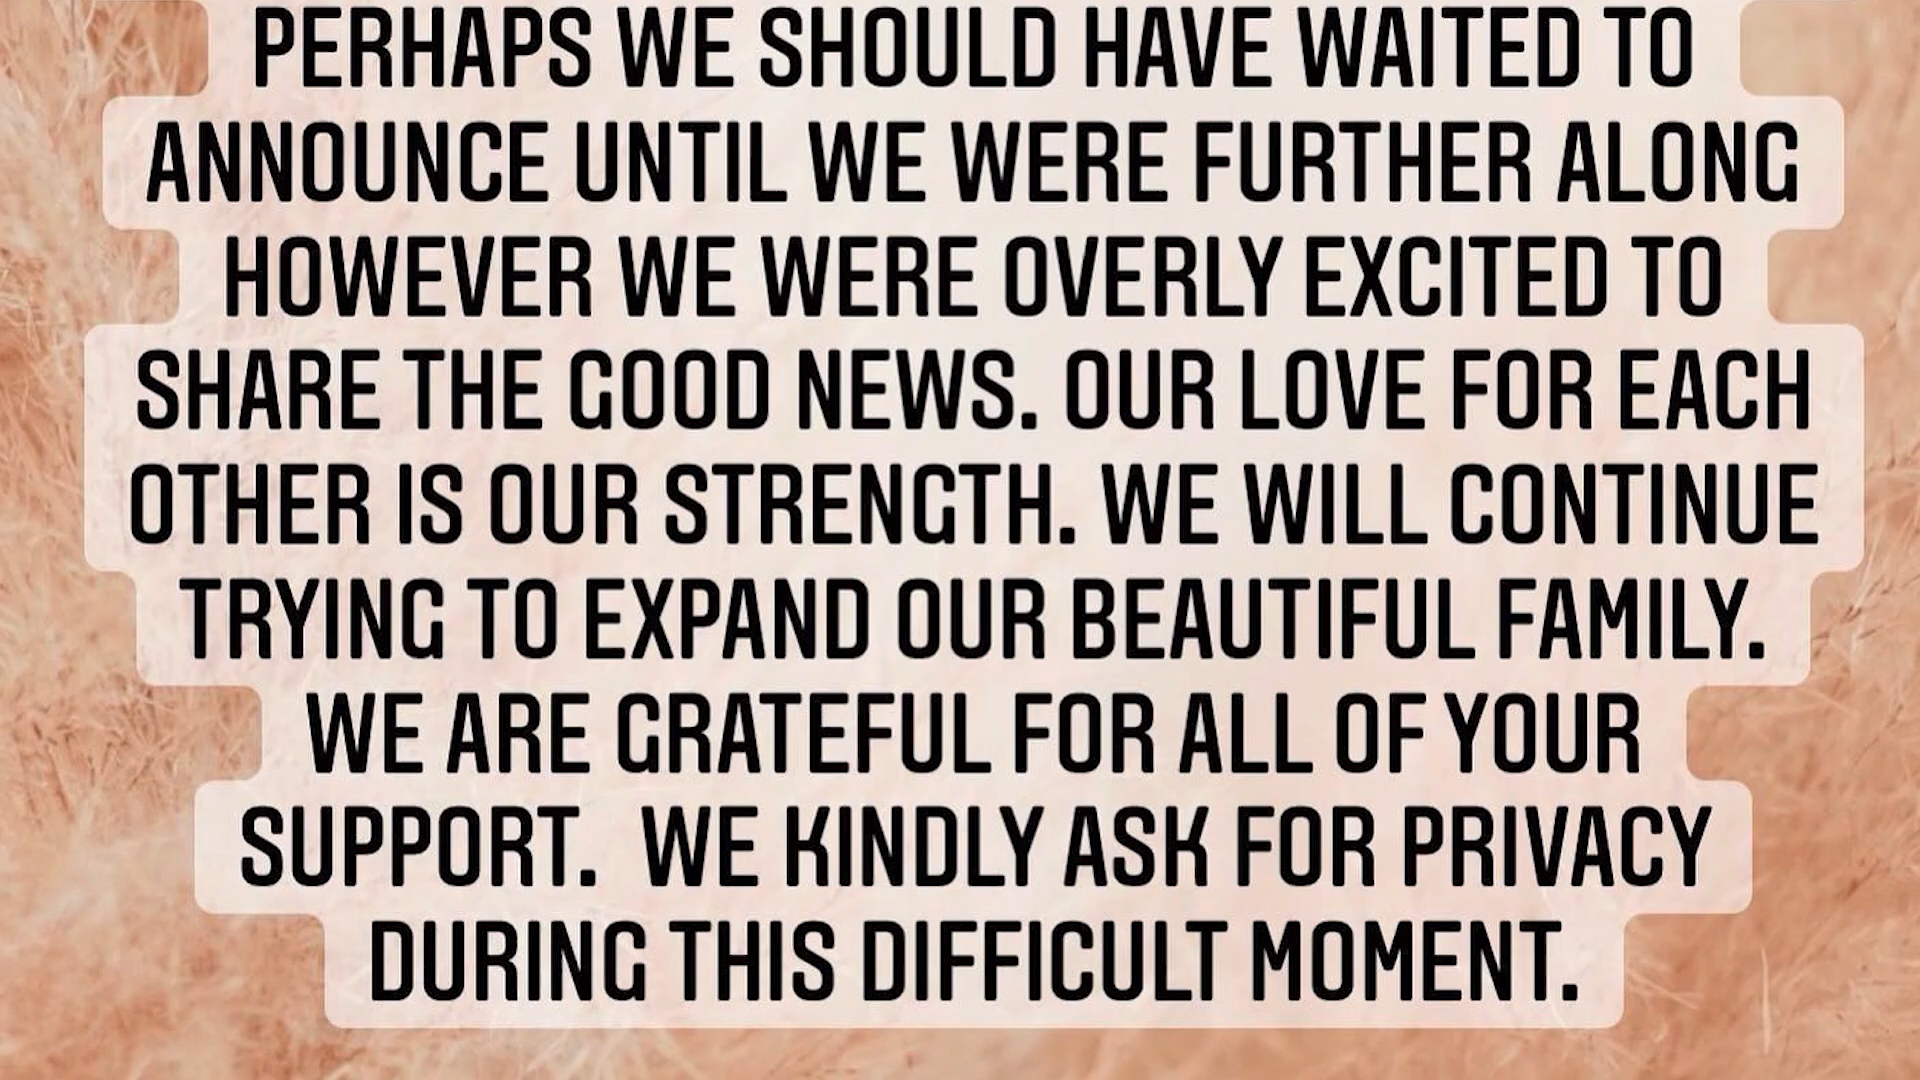 PERHAPS WE SHOULD HAVE WAITED TO
ANNOUNCE UNTIL WE WERE FURTHER ALONG
HOWEVER WE WERE OVERLY EXCITED TO
SHARE THE GOOD NEWS. OUR LOVE FOR EACH
OTHER IS OUR STRENGTH. WE WILL CONTINUE
TRYING TO EXPAND OUR BEAUTIFUL FAMILY.
WE ARE GRATEFUL FOR ALL OF YOUR
SUPPORT.  WE KINDLY ASK FOR PRIVACY
DURING THIS DIFFICULT MOMENT.